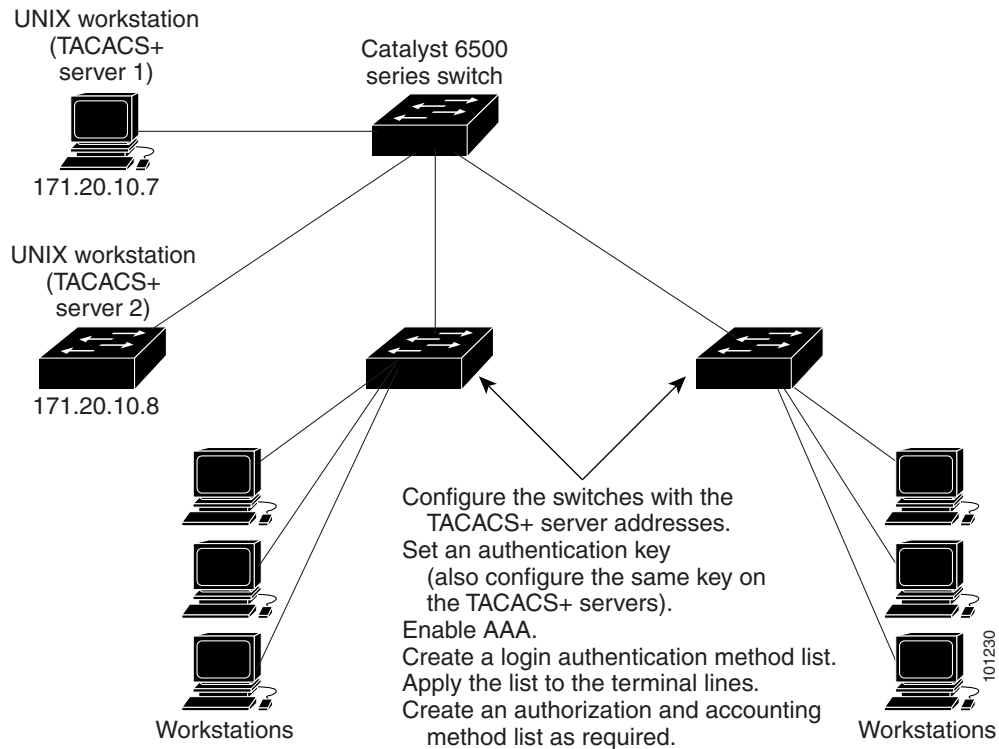 UNIX workstation
(TACACS+
server 1)
Catalyst 6500
series switch
171.20.10.7
UNIX workstation
(TACACS+
server 2)
171.20.10.8
Configure the switches with the
TACACS+ server addresses.
Set an authentication key
(also configure the same key on
the TACACS+ servers).
Enable AAA.
Create a login authentication method list.
Apply the list to the terminal lines.
Create an authorization and accounting
method list as required.
Workstations
Workstations
101230